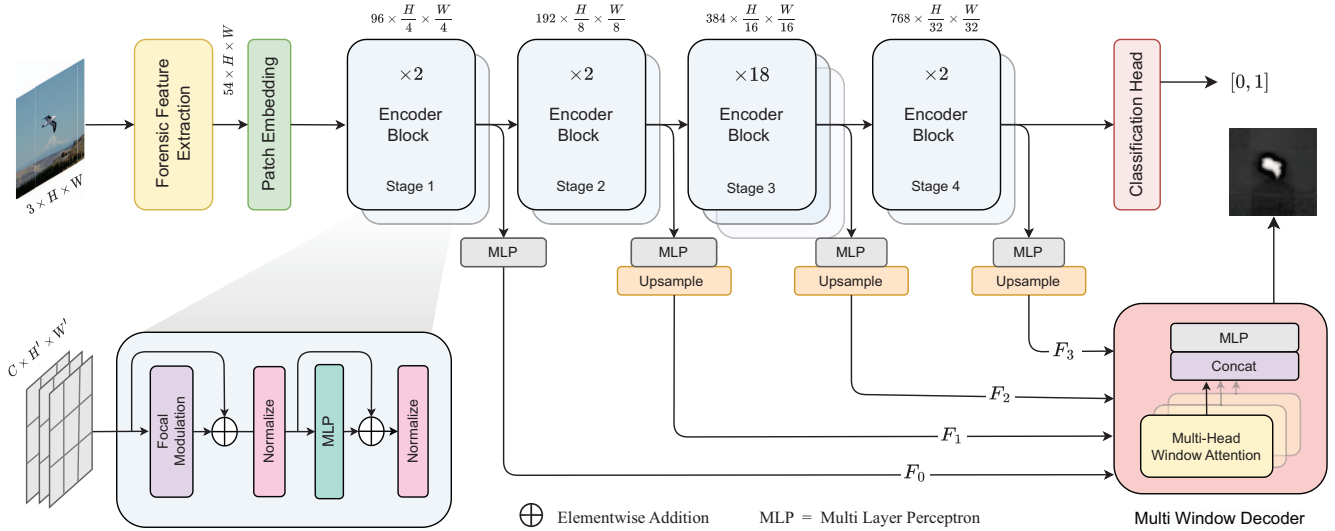 96 × H/4 × W/4
192 × H/8 × W/8
384 × H/16 × W/16
768 × H/32 × W/32
3 × H × W
Forensic Feature
Extraction
54 × H × W
Patch Embedding
×2
Encoder
Block
Stage 1
×2
Encoder
Block
Stage 2
×18
Encoder
Block
Stage 3
×2
Encoder
Block
Stage 4
Classification Head
[0, 1]
MLP
MLP
Upsample
MLP
Upsample
MLP
Upsample
C × H′ × W′
Focal
Modulation
Normalize
MLP
Normalize
F₃
F₂
F₁
F₀
MLP
Concat
Multi-Head
Window Attention
Multi Window Decoder
⊕ Elementwise Addition
MLP = Multi Layer Perceptron